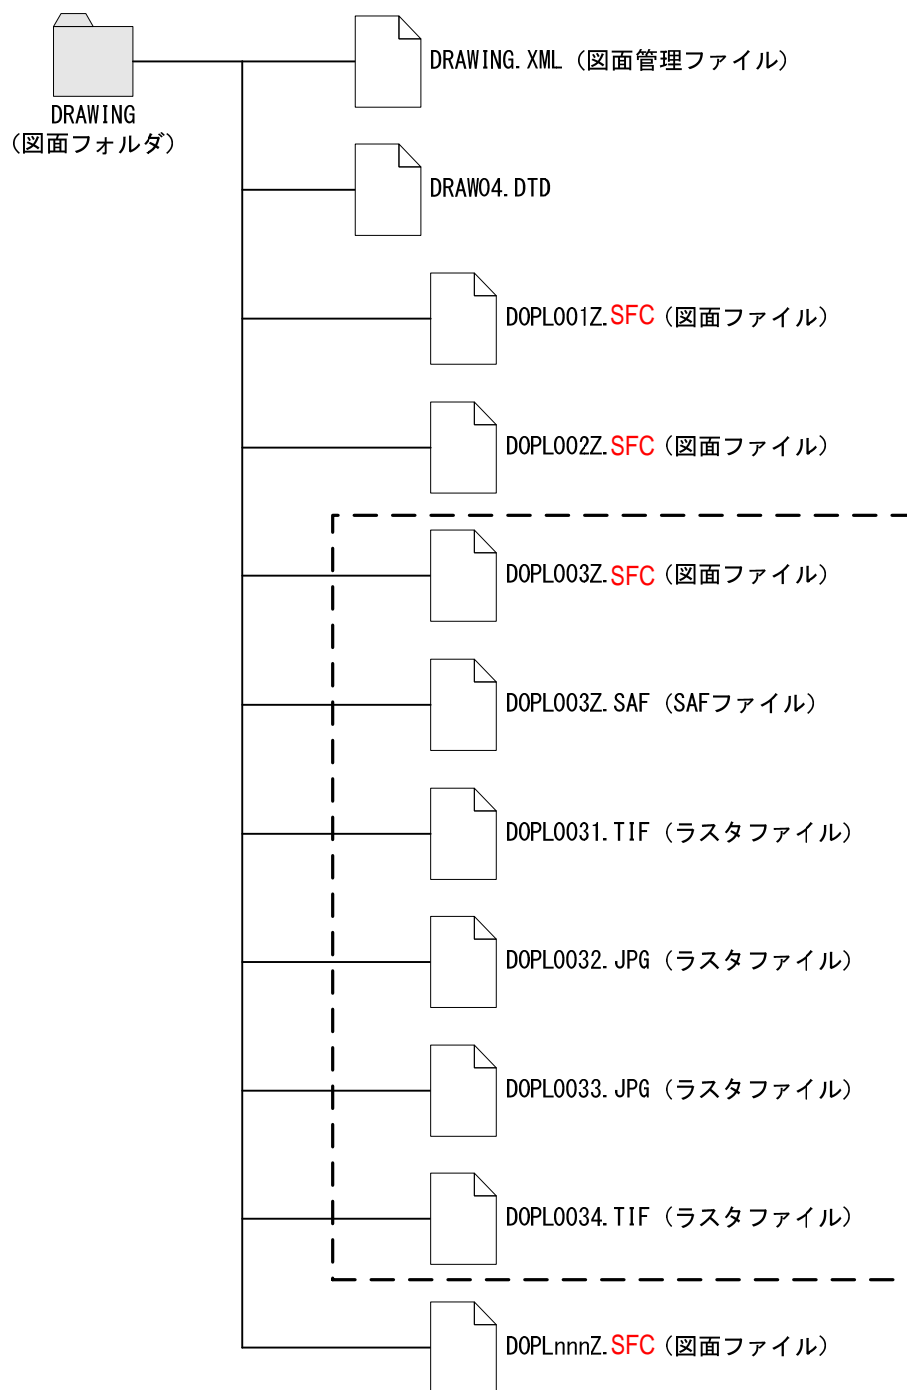 DRAWING
（図面フォルダ）
DRAWING.XML（図面管理ファイル）
DRAW04.DTD
D0PL001Z.SFC（図面ファイル）
D0PL002Z.SFC（図面ファイル）
D0PL003Z.SFC（図面ファイル）
D0PL003Z.SAF（SAFファイル）
D0PL0031.TIF（ラスタファイル）
D0PL0032.JPG（ラスタファイル）
D0PL0033.JPG（ラスタファイル）
D0PL0034.TIF（ラスタファイル）
D0PLnnnZ.SFC（図面ファイル）